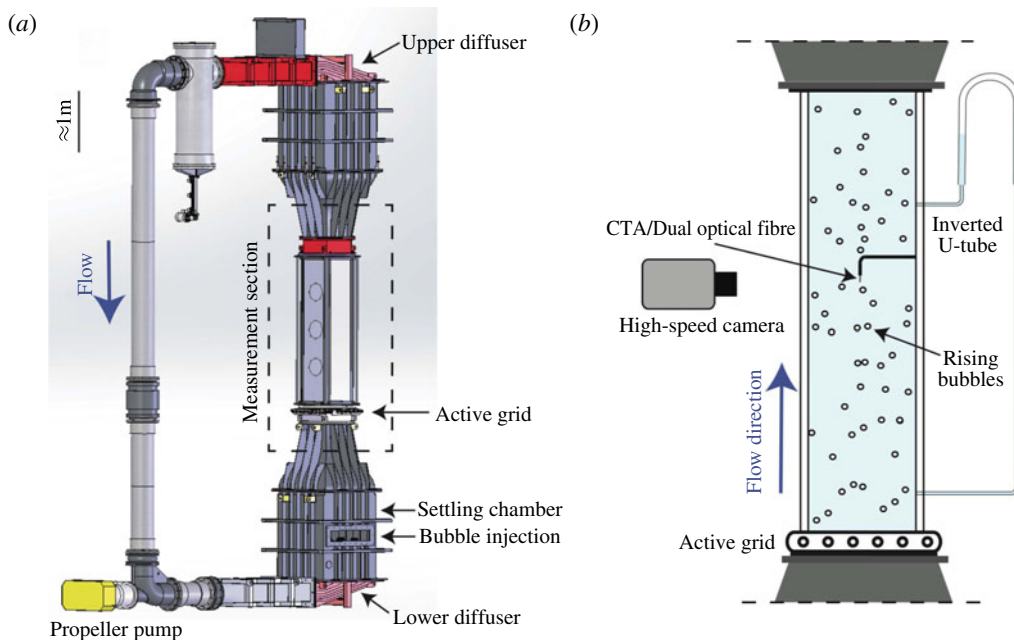 (a)
Upper diffuser
≈1m
Flow
Measurement section
Active grid
Settling chamber
Bubble injection
Lower diffuser
Propeller pump
(b)
CTA/Dual optical fibre
Inverted
U-tube
High-speed camera
Rising
bubbles
Flow direction
Active grid